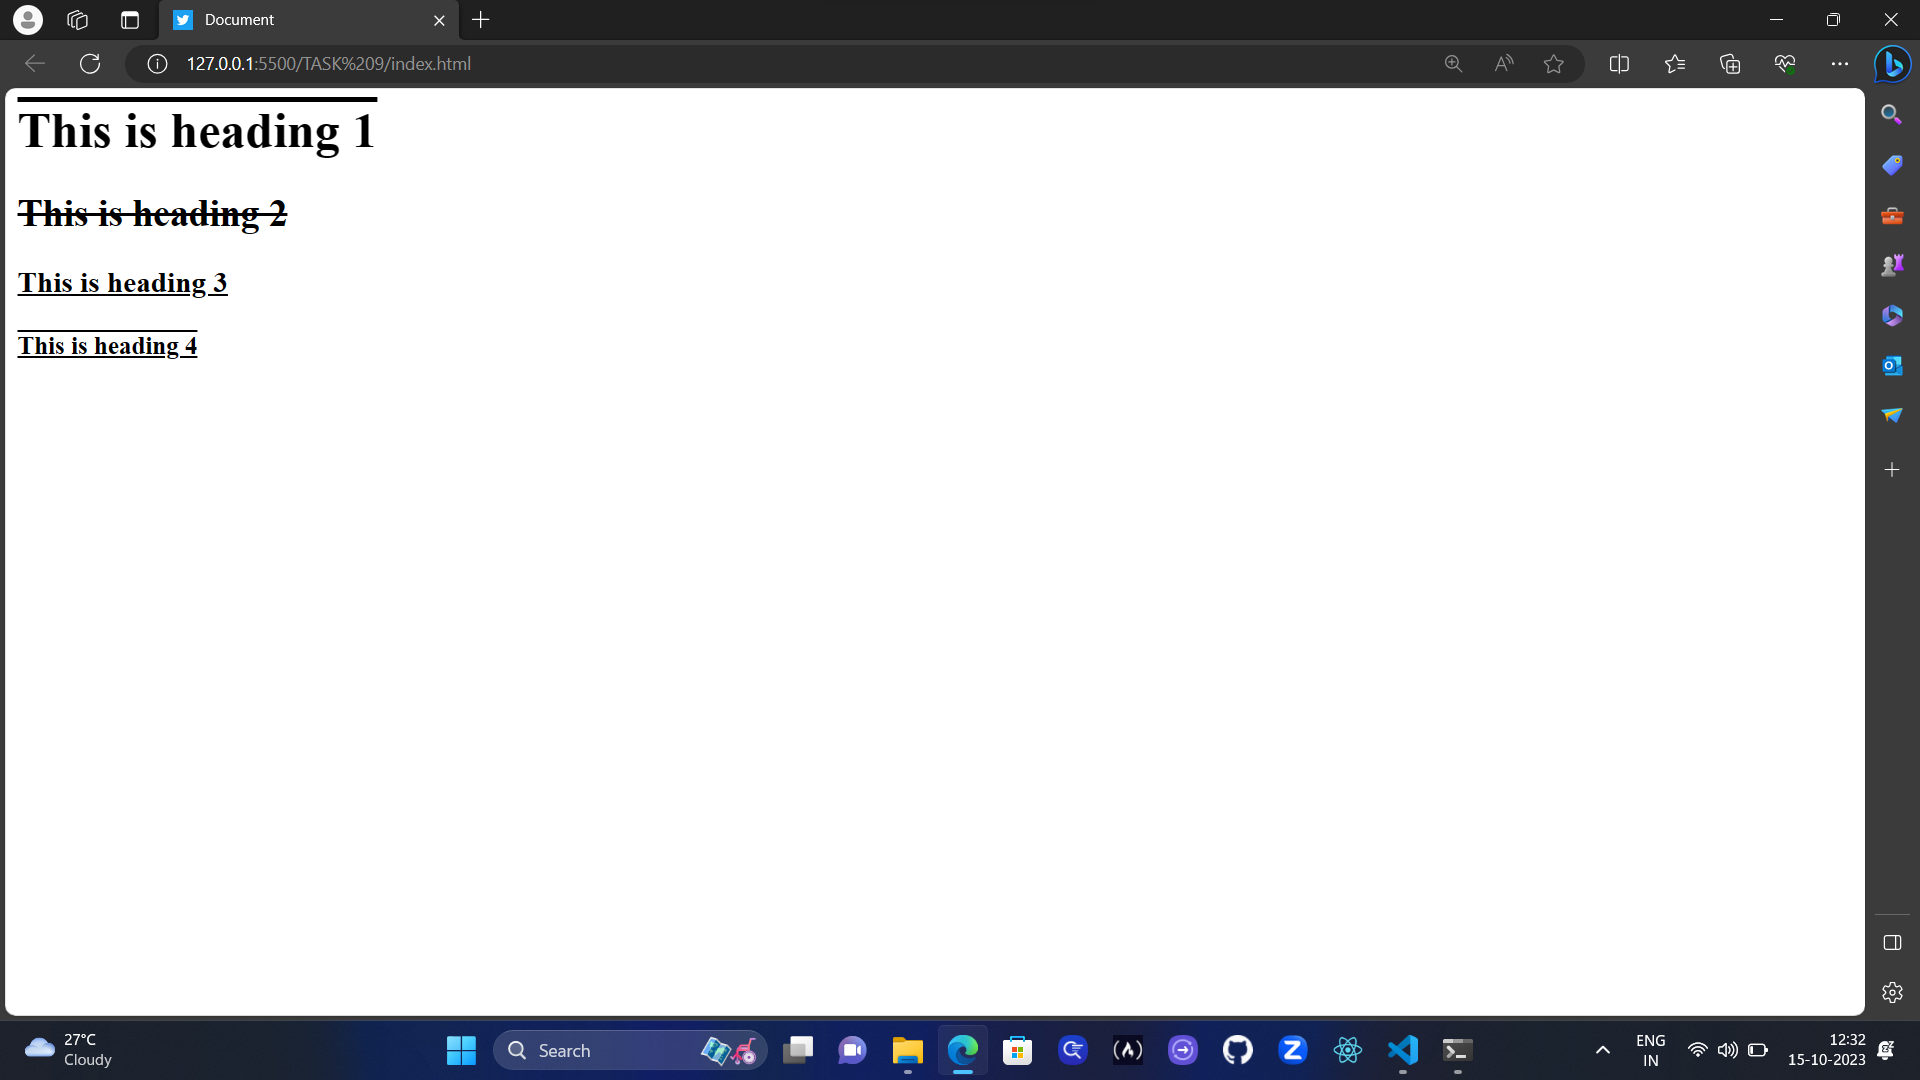 Document
127.0.0.1:5500/TASK%209/index.html
This is heading 1
This is heading 2
This is heading 3
This is heading 4
27°C
Cloudy
Search
ENG
IN
12:32
15-10-2023